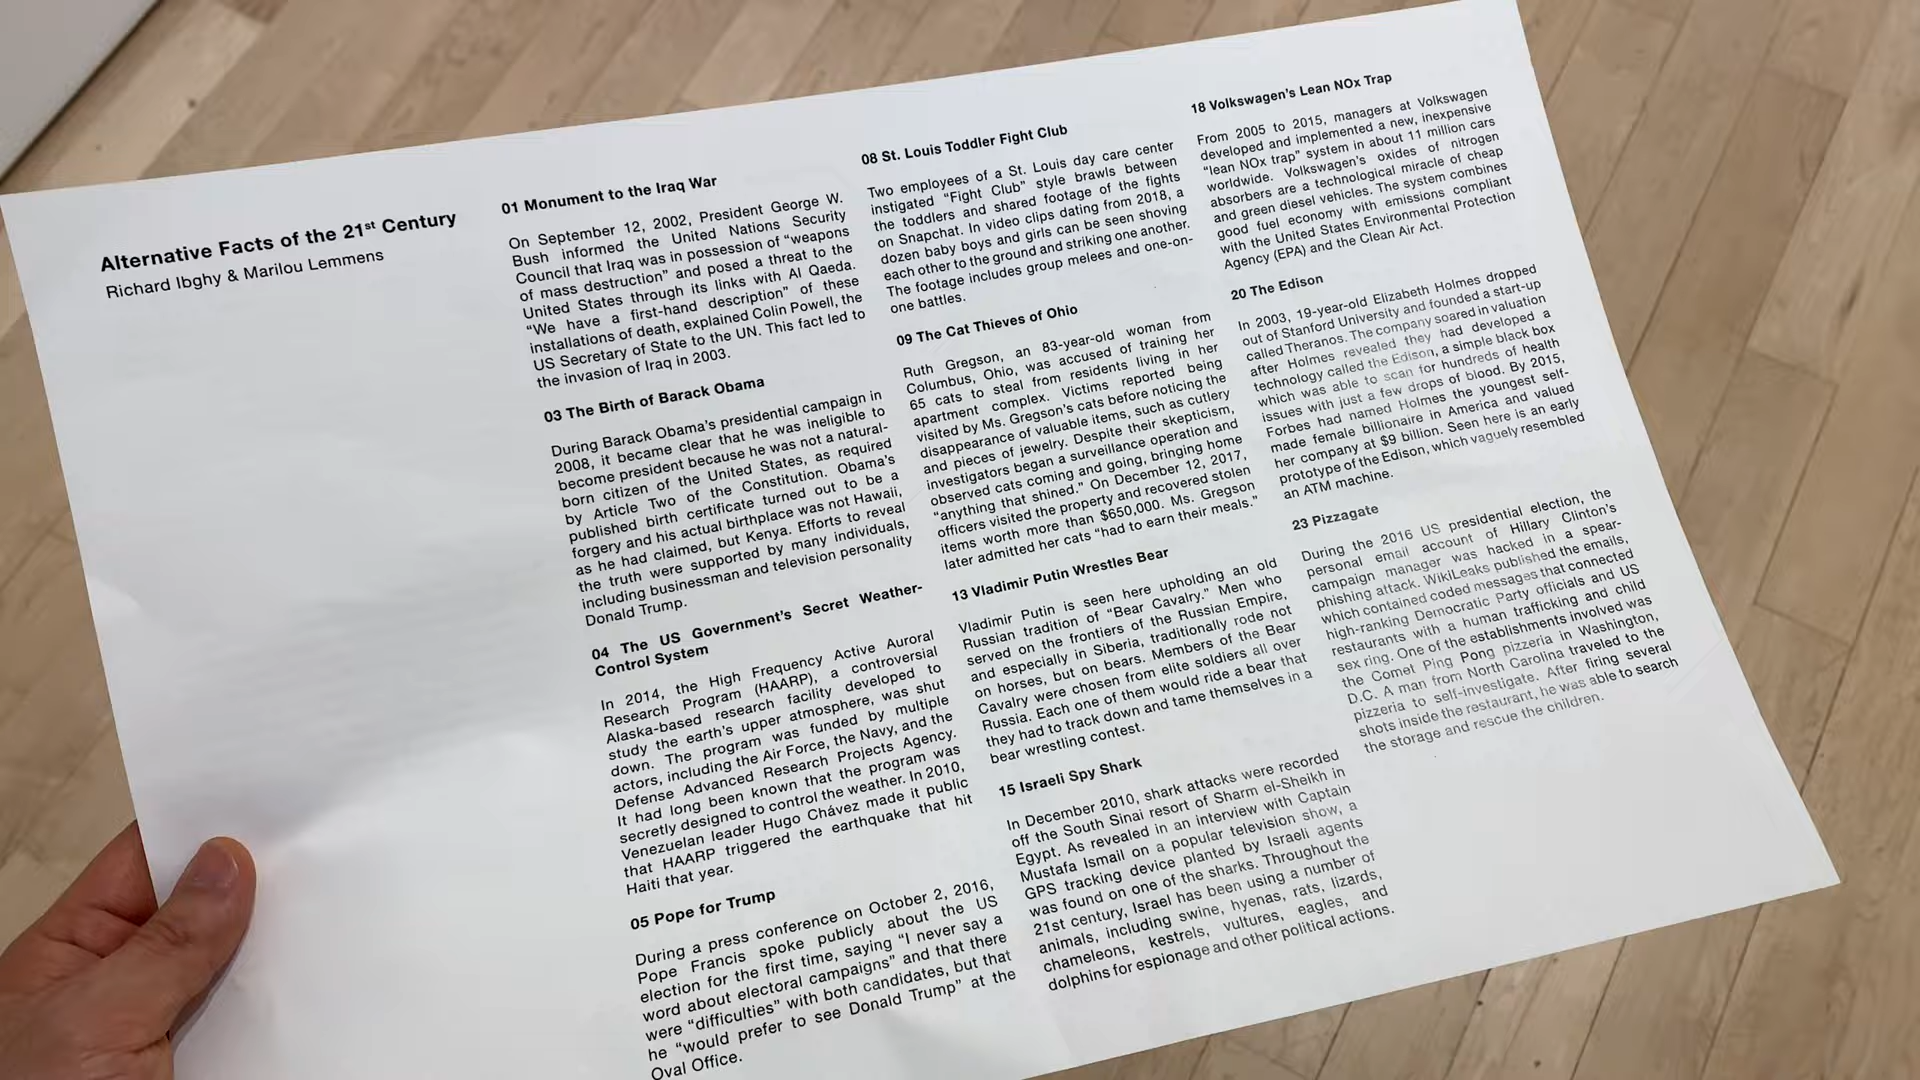 Alternative Facts of the 21st Century
Richard Ibghy & Marilou Lemmens
01 Monument to the Iraq War
On September 12, 2002, President George W.
Bush informed the United Nations Security
Council that Iraq was in possession of “weapons
of mass destruction” and posed a threat to the
United States through its links with Al Qaeda.
“We have a first-hand description” of these
installations of death, explained Colin Powell, the
US Secretary of State to the UN. This fact led to
the invasion of Iraq in 2003.
03 The Birth of Barack Obama
During Barack Obama’s presidential campaign in
2008, it became clear that he was ineligible to
become president because he was not a natural-
born citizen of the United States, as required
by Article Two of the Constitution. Obama’s
published birth certificate turned out to be a
forgery and his actual birthplace was not Hawaii,
as he had claimed, but Kenya. Efforts to reveal
the truth were supported by many individuals,
including businessman and television personality
Donald Trump.
04 The US Government’s Secret Weather-
Control System
In 2014, the High Frequency Active Auroral
Research Program (HAARP), a controversial
Alaska-based research facility developed to
study the earth’s upper atmosphere, was shut
down. The program was funded by multiple
actors, including the Air Force, the Navy, and the
Defense Advanced Research Projects Agency.
It had long been known that the program was
secretly designed to control the weather. In 2010,
Venezuelan leader Hugo Chávez made it public
that HAARP triggered the earthquake that hit
Haiti that year.
05 Pope for Trump
During a press conference on October 2, 2016,
Pope Francis spoke publicly about the US
election for the first time, saying “I never say a
word about electoral campaigns” and that there
were “difficulties” with both candidates, but that
he “would prefer to see Donald Trump” at the
Oval Office.
08 St. Louis Toddler Fight Club
Two employees of a St. Louis day care center
instigated “Fight Club” style brawls between
the toddlers and shared footage of the fights
on Snapchat. In video clips dating from 2018, a
dozen baby boys and girls can be seen shoving
each other to the ground and striking one another.
The footage includes group melees and one-on-
one battles.
09 The Cat Thieves of Ohio
Ruth Gregson, an 83-year-old woman from
Columbus, Ohio, was accused of training her
65 cats to steal from residents living in her
apartment complex. Victims reported being
visited by Ms. Gregson’s cats before noticing the
disappearance of valuable items, such as cutlery
and pieces of jewelry. Despite their skepticism,
investigators began a surveillance operation and
observed cats coming and going, bringing home
“anything that shined.” On December 12, 2017,
officers visited the property and recovered stolen
items worth more than $650,000. Ms. Gregson
later admitted her cats “had to earn their meals.”
13 Vladimir Putin Wrestles Bear
Vladimir Putin is seen here upholding an old
Russian tradition of “Bear Cavalry.” Men who
served on the frontiers of the Russian Empire,
and especially in Siberia, traditionally rode not
on horses, but on bears. Members of the Bear
Cavalry were chosen from elite soldiers all over
Russia. Each one of them would ride a bear that
they had to track down and tame themselves in a
bear wrestling contest.
15 Israeli Spy Shark
In December 2010, shark attacks were recorded
off the South Sinai resort of Sharm el-Sheikh in
Egypt. As revealed in an interview with Captain
Mustafa Ismail on a popular television show, a
GPS tracking device planted by Israeli agents
was found on one of the sharks. Throughout the
21st century, Israel has been using a number of
animals, including swine, hyenas, rats, lizards,
chameleons, kestrels, vultures, eagles, and
dolphins for espionage and other political actions.
18 Volkswagen’s Lean NOx Trap
From 2005 to 2015, managers at Volkswagen
developed and implemented a new, inexpensive
“lean NOx trap” system in about 11 million cars
worldwide. Volkswagen’s oxides of nitrogen
absorbers are a technological miracle of cheap
and green diesel vehicles. The system combines
good fuel economy with emissions compliant
with the United States Environmental Protection
Agency (EPA) and the Clean Air Act.
20 The Edison
In 2003, 19-year-old Elizabeth Holmes dropped
out of Stanford University and founded a start-up
called Theranos. The company soared in valuation
after Holmes revealed they had developed a
technology called the Edison, a simple black box
which was able to scan for hundreds of health
issues with just a few drops of blood. By 2015,
Forbes had named Holmes the youngest self-
made female billionaire in America and valued
her company at $9 billion. Seen here is an early
prototype of the Edison, which vaguely resembled
an ATM machine.
23 Pizzagate
During the 2016 US presidential election, the
personal email account of Hillary Clinton’s
campaign manager was hacked in a spear-
phishing attack. WikiLeaks published the emails,
which contained coded messages that connected
high-ranking Democratic Party officials and US
restaurants with a human trafficking and child
sex ring. One of the establishments involved was
the Comet Ping Pong pizzeria in Washington,
D.C. A man from North Carolina traveled to the
pizzeria to self-investigate. After firing several
shots inside the restaurant, he was able to search
the storage and rescue the children.